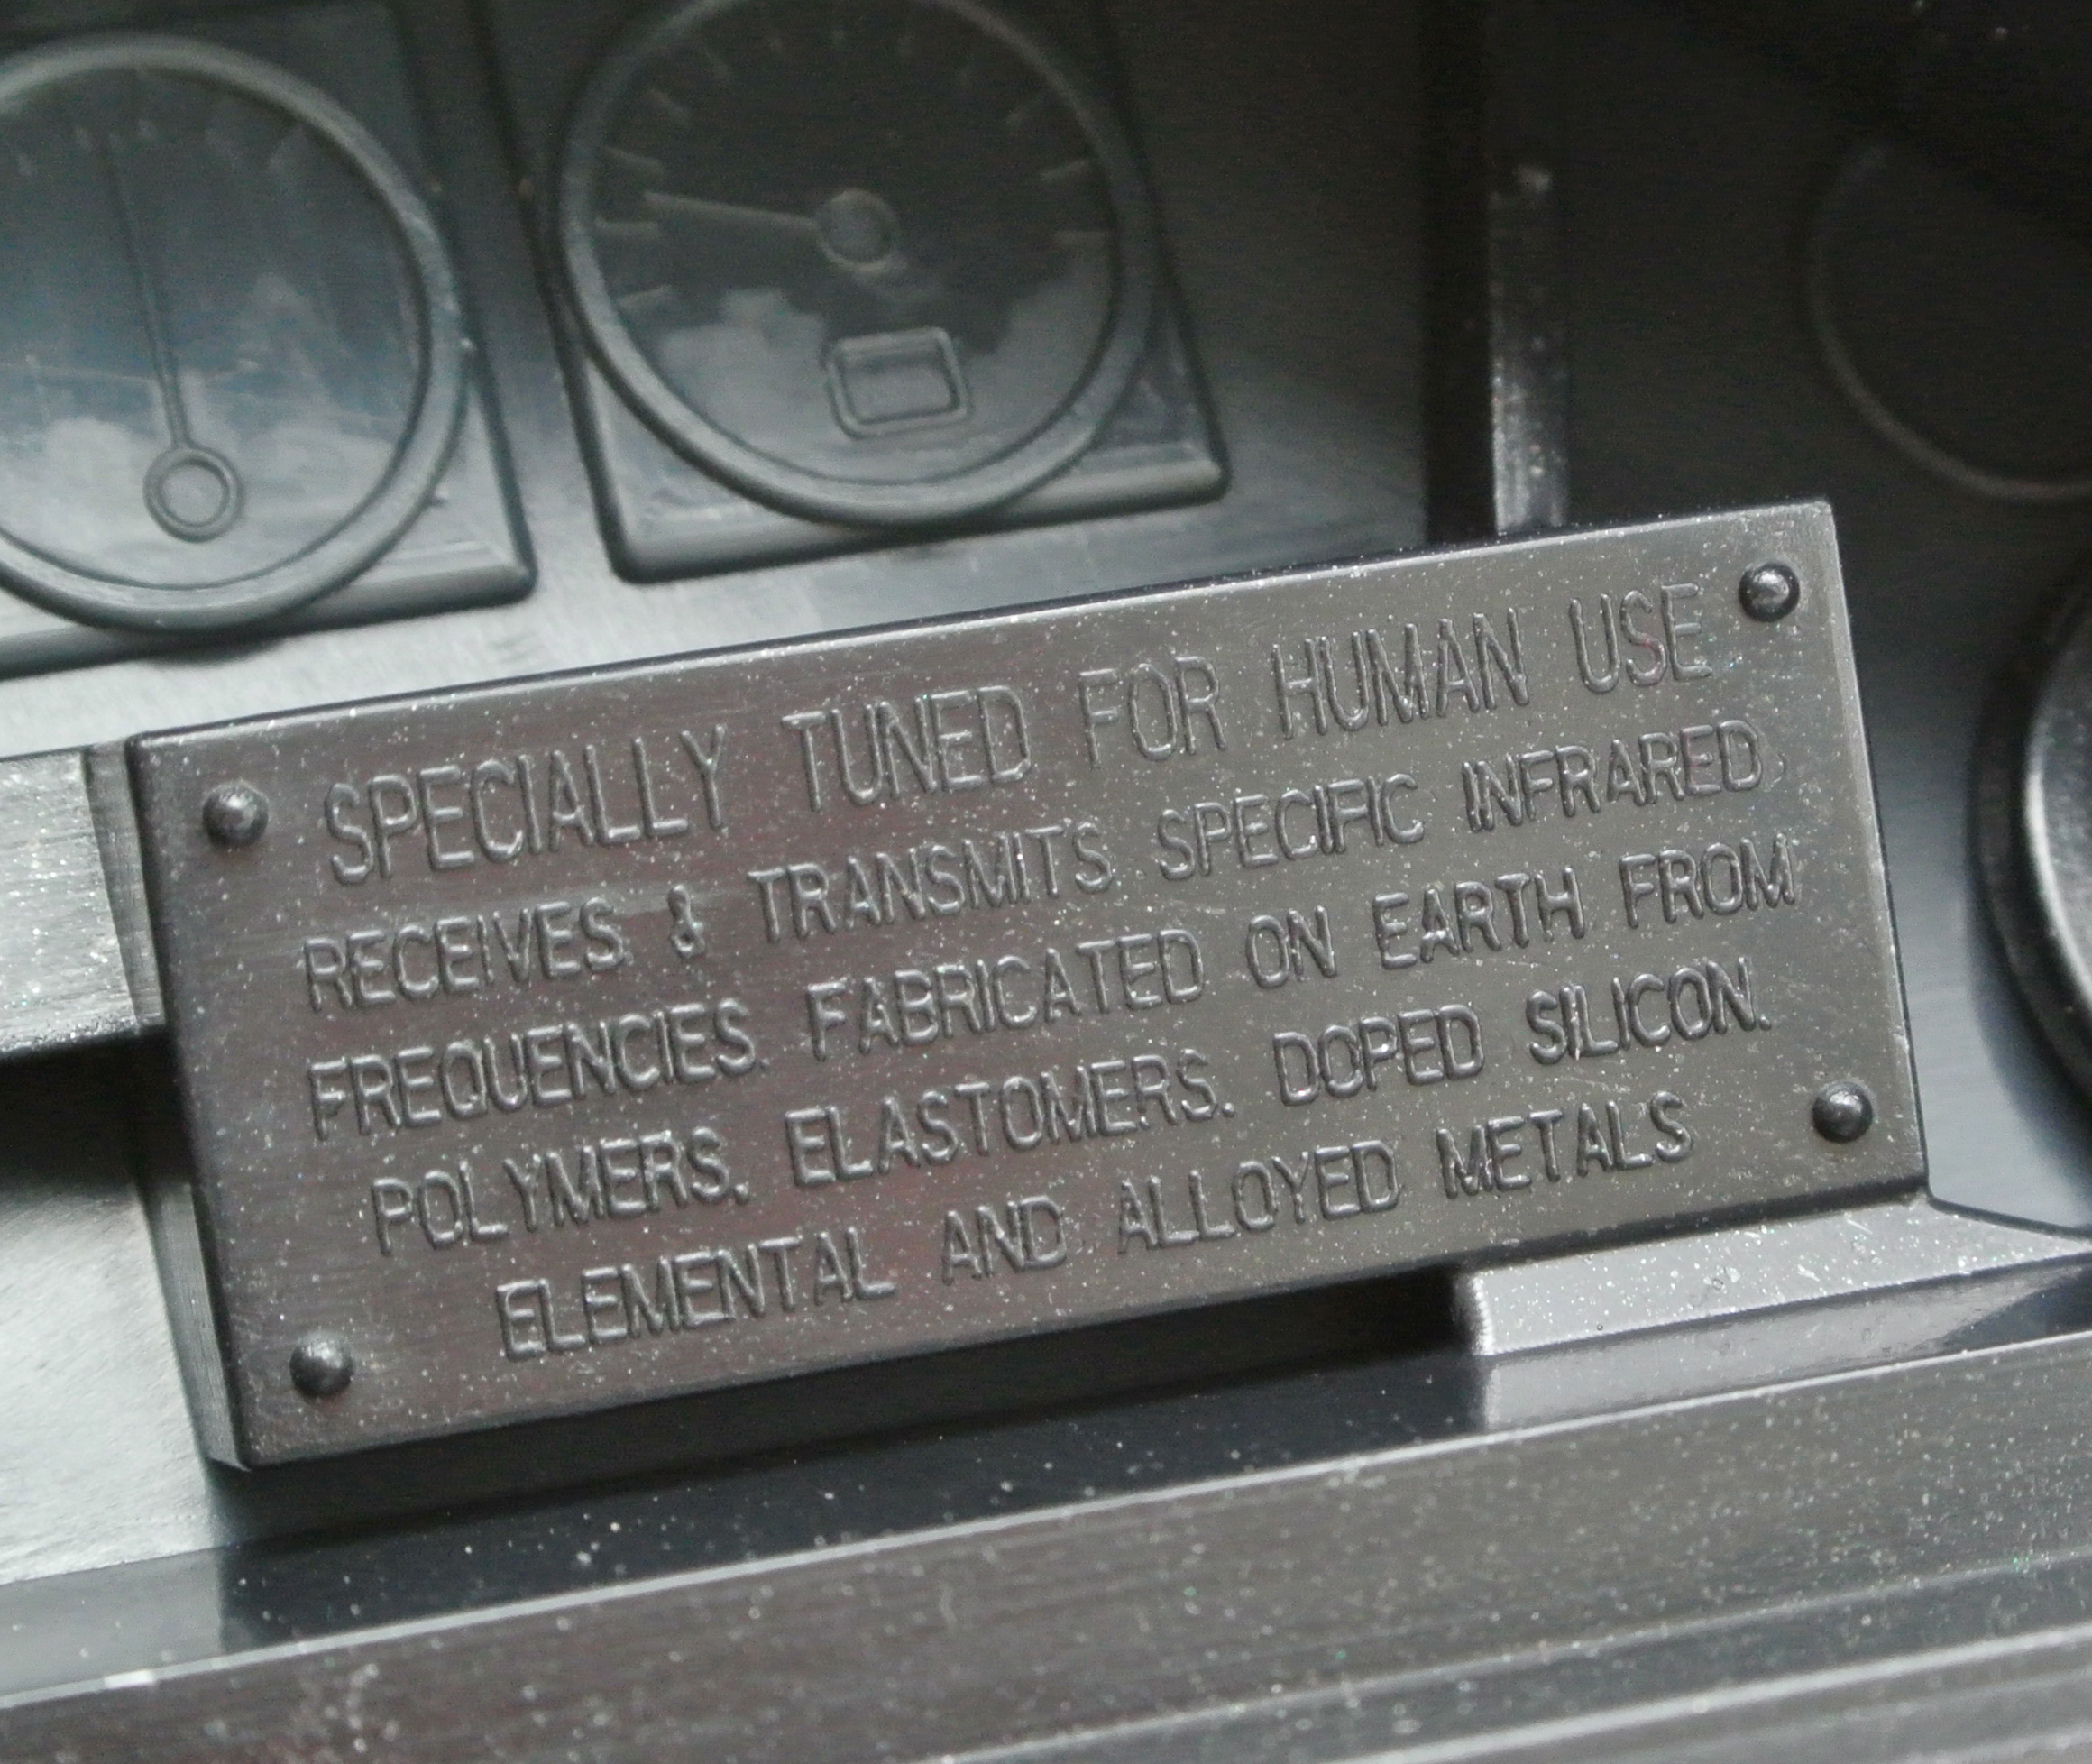 SPECIALLY TUNED FOR HUMAN USE
RECEIVES & TRANSMITS SPECIFIC INFRARED
FREQUENCIES. FABRICATED ON EARTH FROM
POLYMERS, ELASTOMERS, DOPED SILICON,
ELEMENTAL AND ALLOYED METALS